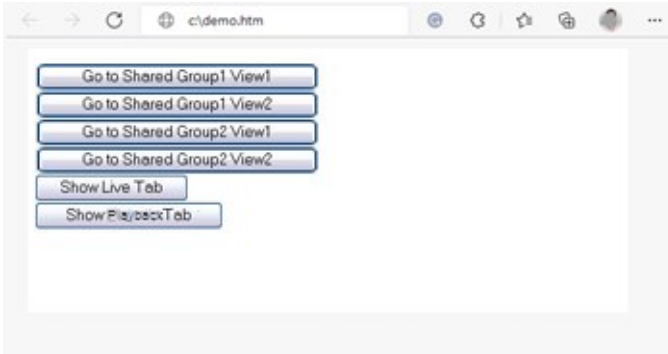 c:\demo.htm
Go to Shared Group1 View1
Go to Shared Group1 View2
Go to Shared Group2 View1
Go to Shared Group2 View2
Show Live Tab
Show Playback Tab